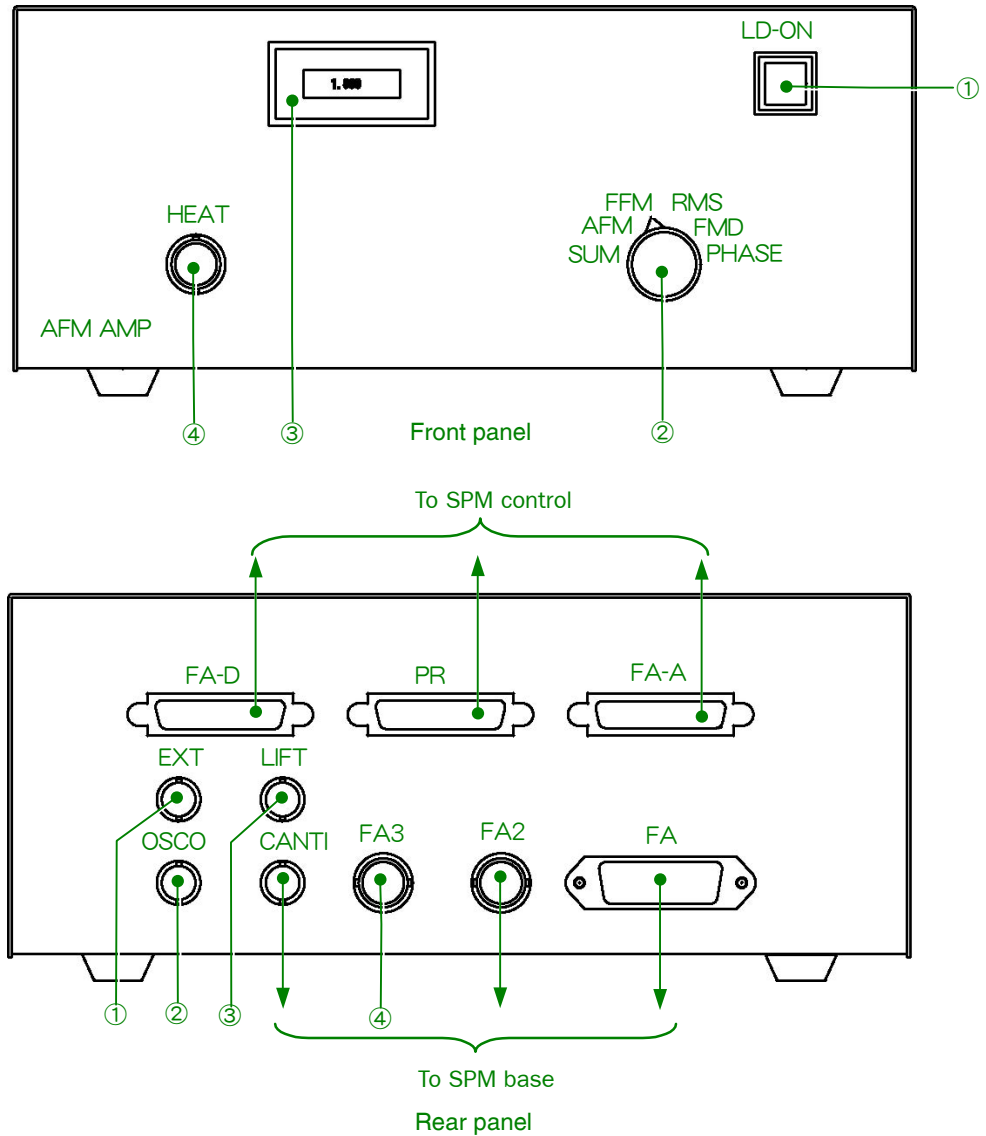 LD-ON
1.000
①
HEAT
FFM RMS
AFM FMD
SUM PHASE
AFM AMP
④ ③ Front panel ②
To SPM control
FA-D PR FA-A
EXT LIFT
①
OSCO CANTI FA3 FA2 FA
① ② ③ ④
To SPM base
Rear panel